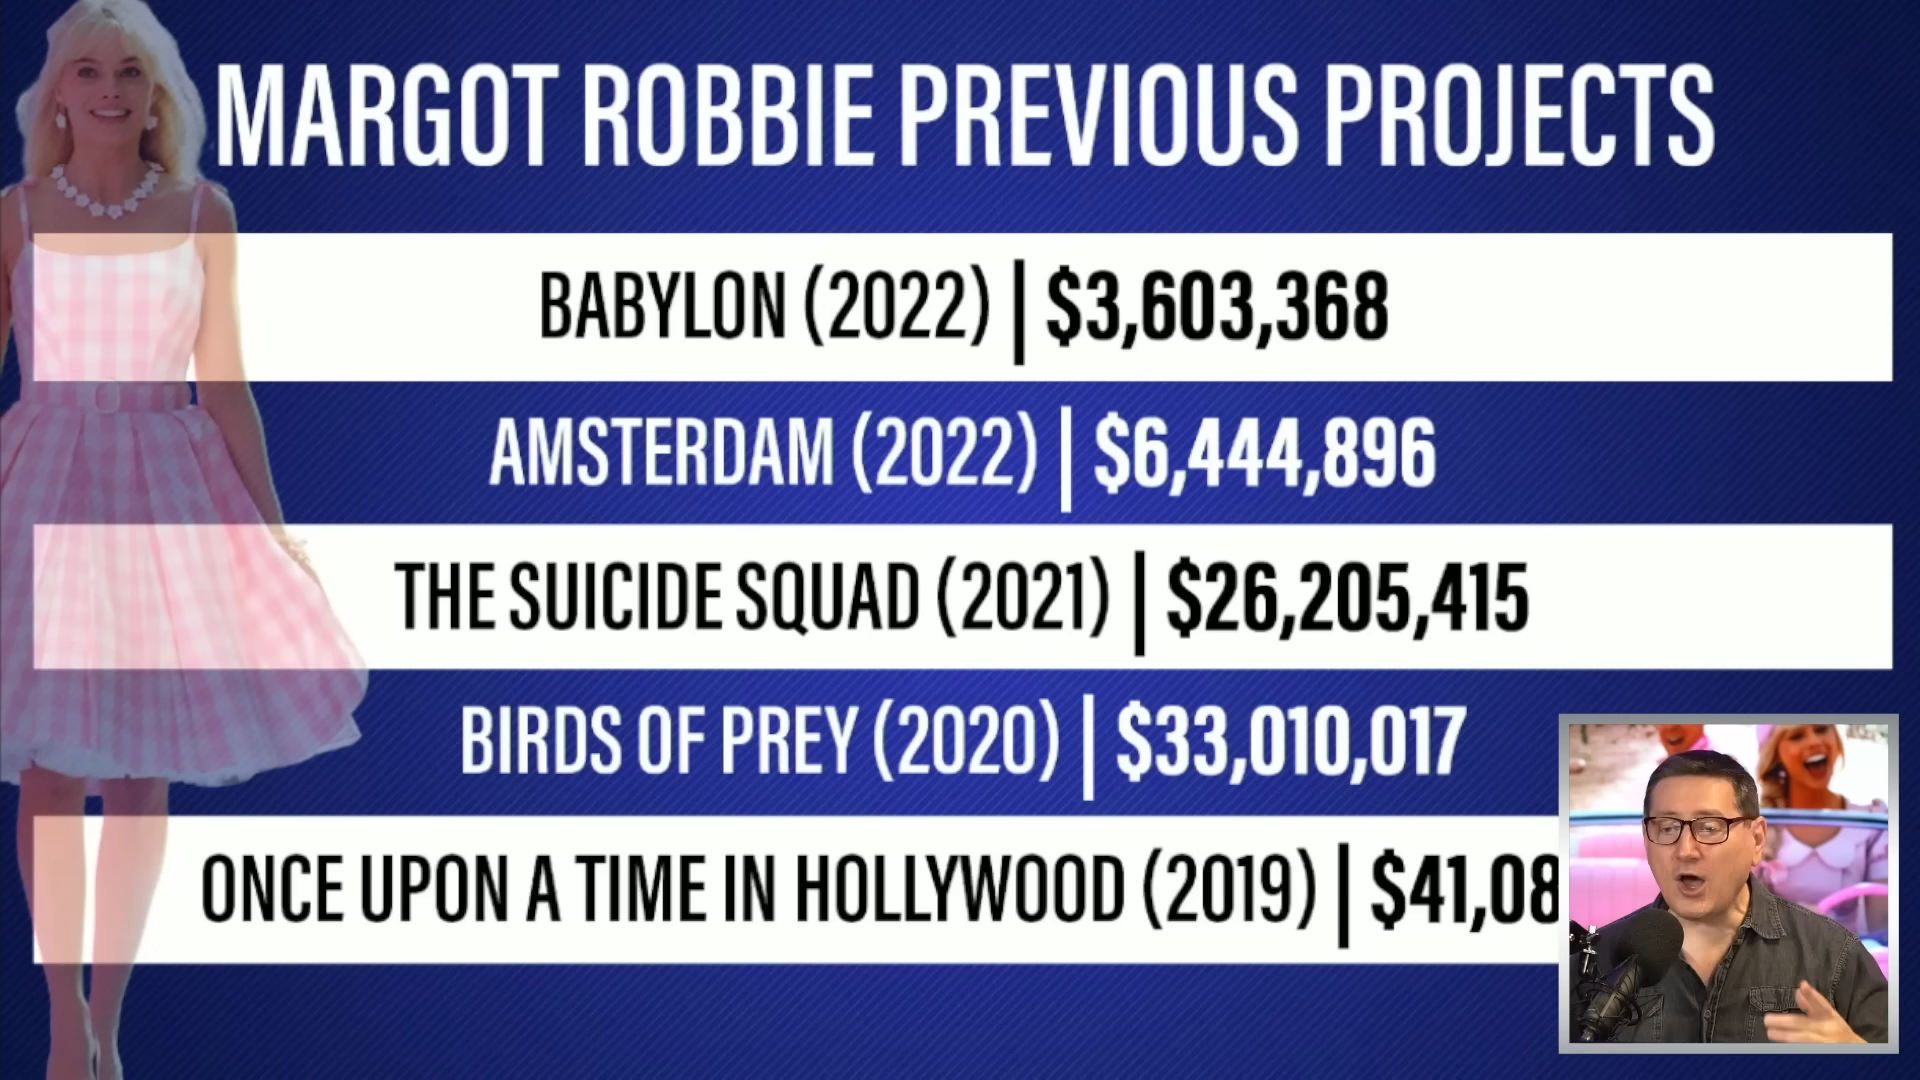 MARGOT ROBBIE PREVIOUS PROJECTS
BABYLON (2022) | $3,603,368
AMSTERDAM (2022) | $6,444,896
THE SUICIDE SQUAD (2021) | $26,205,415
BIRDS OF PREY (2020) | $33,010,017
ONCE UPON A TIME IN HOLLYWOOD (2019) | $41,08